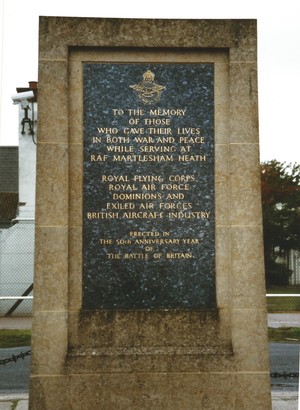 TO THE MEMORY
OF THOSE
WHO GAVE THEIR LIVES
IN BOTH WAR AND PEACE
WHILE SERVING AT
RAF MARTLESHAM HEATH
ROYAL FLYING CORPS
ROYAL AIR FORCE
DOMINIONS AND
EXILED AIR FORCES
BRITISH AIRCRAFT INDUSTRY
ERECTED IN
THE 50th ANNIVERSARY YEAR
OF
THE BATTLE OF BRITAIN.